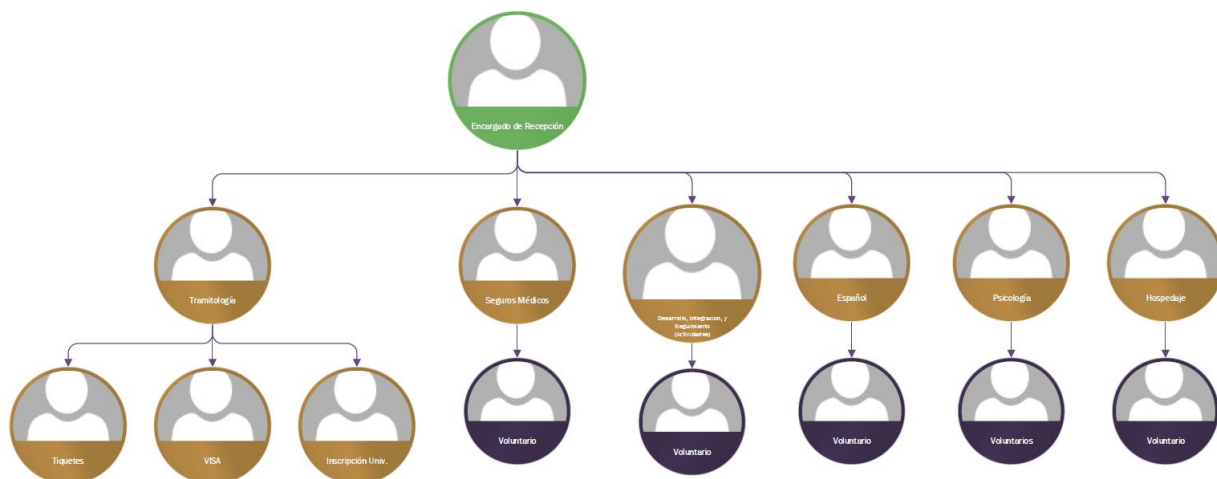 Encargado de Recepción
Tramitología
Seguros Médicos
Desarrollo, Integracion, y
Seguimiento
(Actividades)
Español
Psicología
Hospedaje
Tiquetes
VISA
Inscripción Univ.
Voluntario
Voluntario
Voluntario
Voluntarios
Voluntario